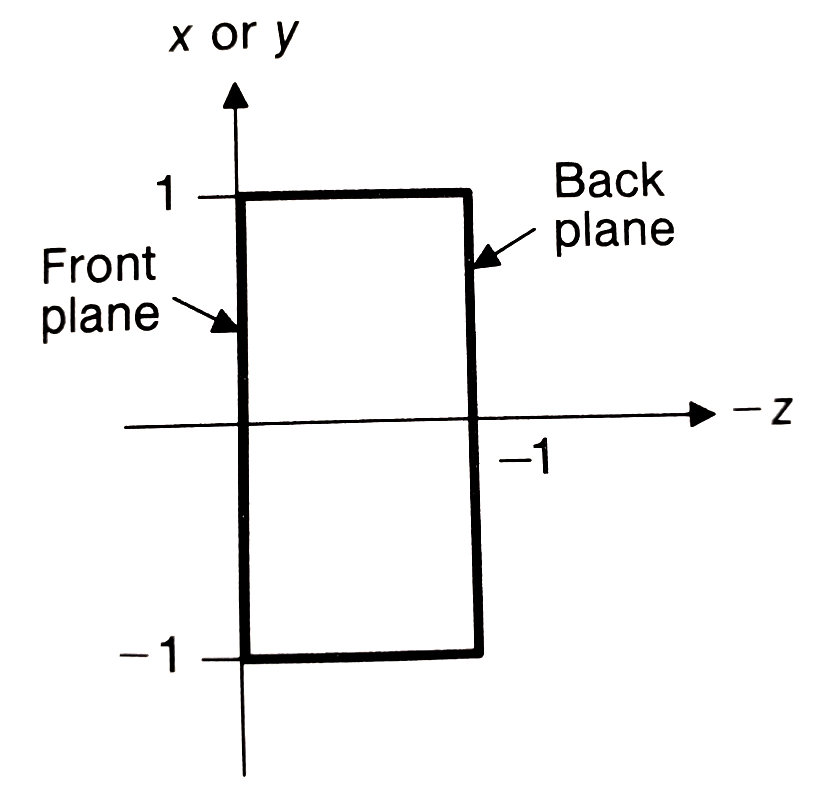 x or y
1
Back
plane
Front
plane
−z
−1
−1